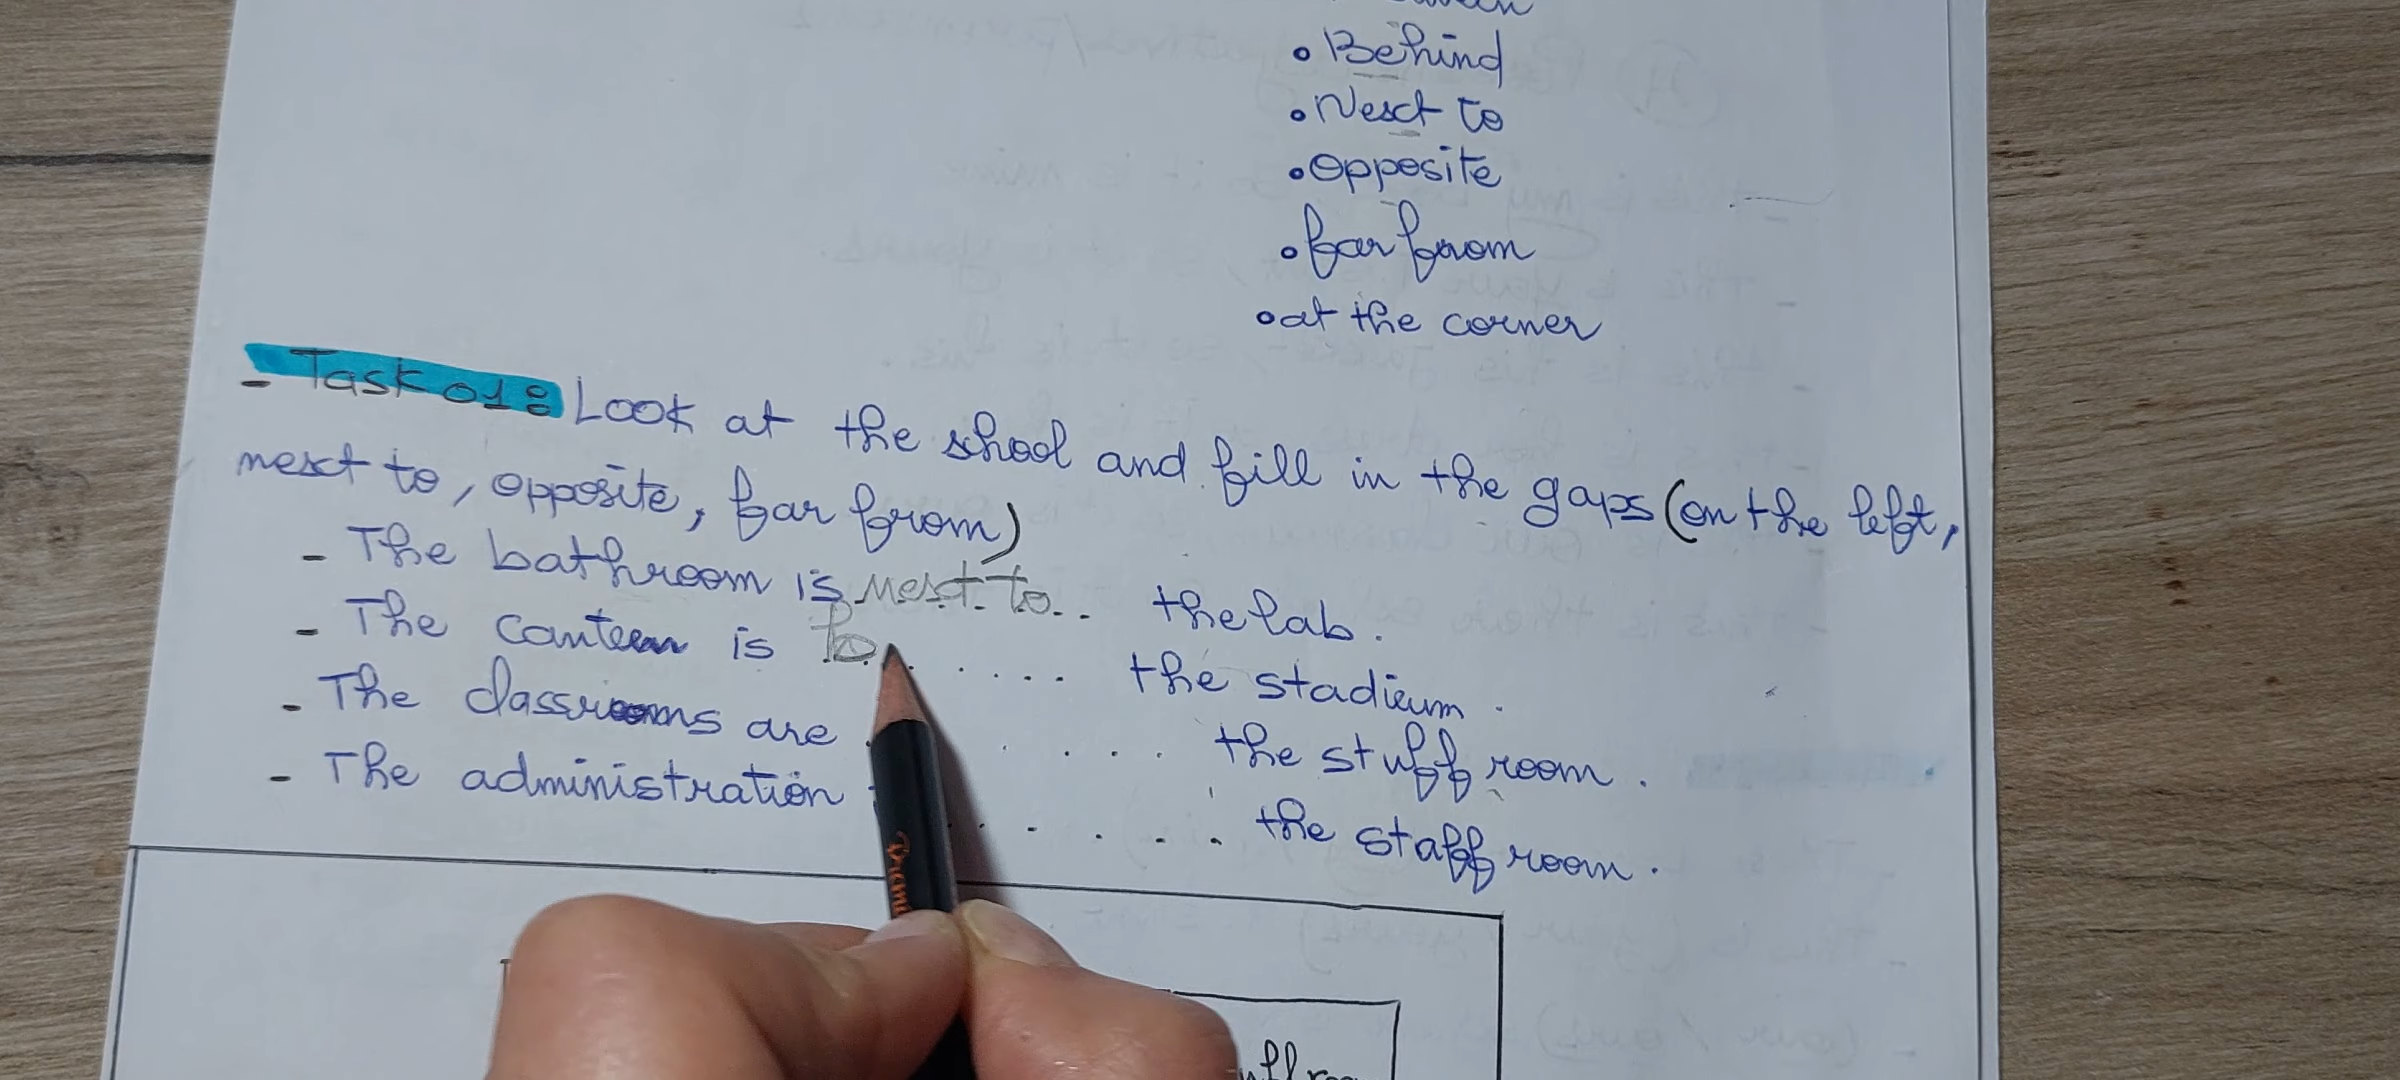 • Behind
• Next to
• Opposite
• far from
• at the corner
- Task 01: Look at the shool and fill in the gaps (on the left,
next to, opposite, far from)
- The bathroom is next to.. the lab.
- The canteen is fa..... the stadium.
- The classrooms are ...... the stuff room.
- The administration ...... the staff room.